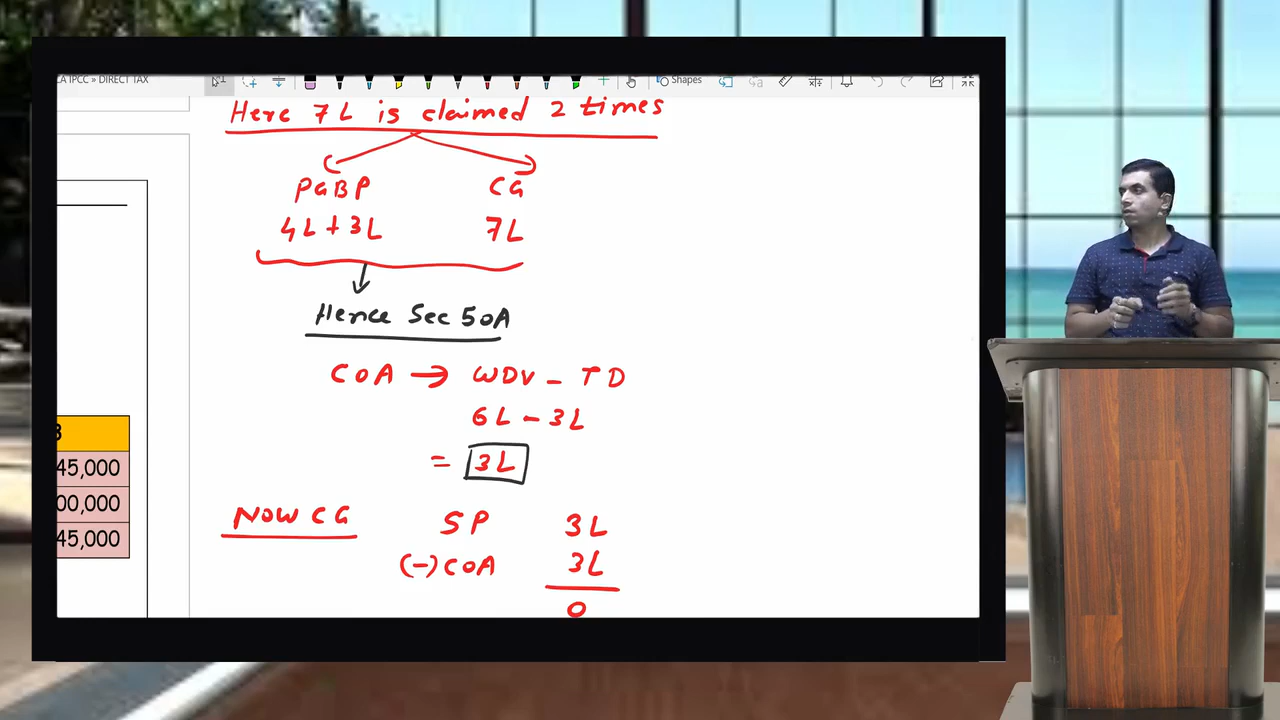 CA IPCC » DIRECT TAX
Shapes
Here 7L is claimed 2 times
PGBP CG
4L + 3L 7L
Hence Sec 50A
COA → WDV - TD
6L - 3L
= 3L
45,000
00,000
45,000
NOW CG SP 3L
(-) COA 3L
0